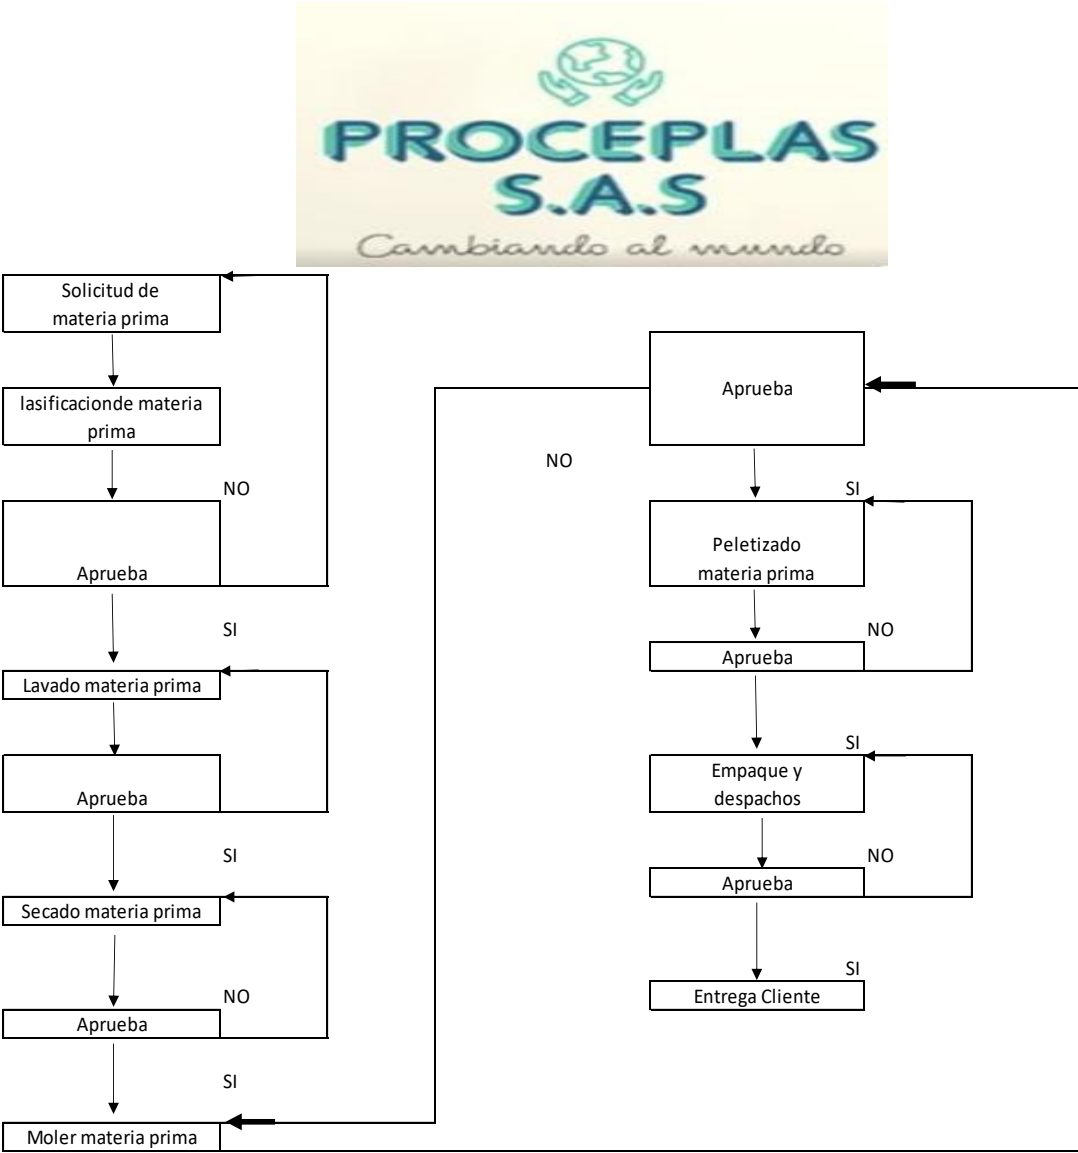 PROCEPLAS
S.A.S
Cambiando al mundo
Solicitud de
materia prima
lasificacionde materia
prima
NO
Aprueba
SI
Lavado materia prima
Aprueba
SI
Secado materia prima
NO
Aprueba
SI
Moler materia prima
Aprueba
NO
SI
Peletizado
materia prima
NO
Aprueba
SI
Empaque y
despachos
NO
Aprueba
SI
Entrega Cliente